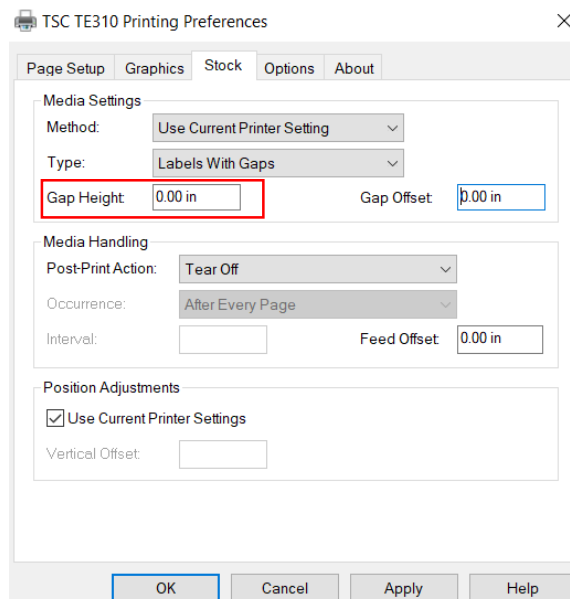 TSC TE310 Printing Preferences
Page Setup Graphics Stock Options About
Media Settings
Method: Use Current Printer Setting
Type: Labels With Gaps
Gap Height: 0.00 in Gap Offset: 0.00 in
Media Handling
Post-Print Action: Tear Off
Occurrence: After Every Page
Interval: Feed Offset: 0.00 in
Position Adjustments
Use Current Printer Settings
Vertical Offset:
OK Cancel Apply Help